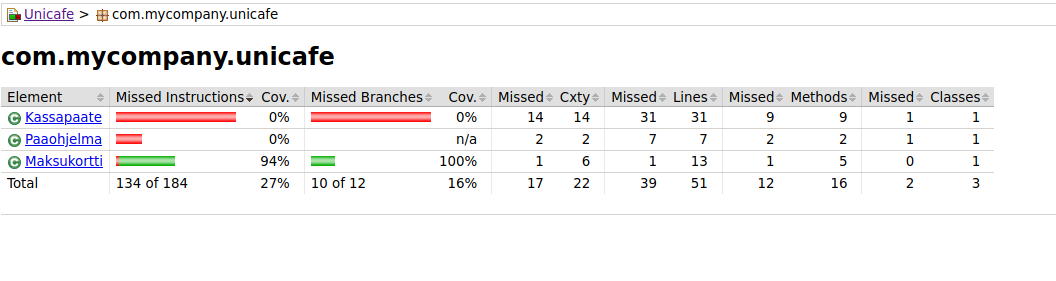 Unicafe > com.mycompany.unicafe
com.mycompany.unicafe
Element Missed Instructions Cov. Missed Branches Cov. Missed Cxty Missed Lines Missed Methods Missed Classes
Kassapaate 0% 0% 14 14 31 31 9 9 1 1
Paaohjelma 0% n/a 2 2 7 7 2 2 1 1
Maksukortti 94% 100% 1 6 1 13 1 5 0 1
Total 134 of 184 27% 10 of 12 16% 17 22 39 51 12 16 2 3